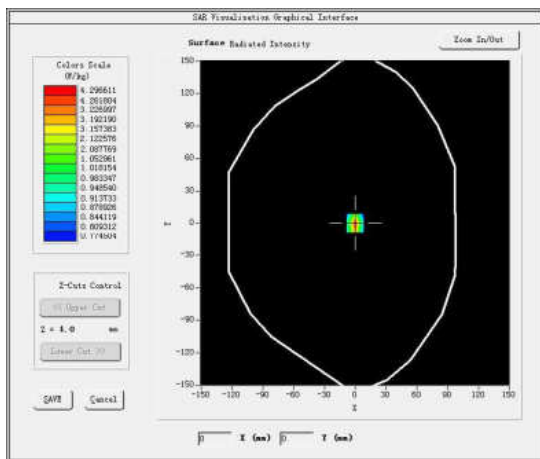 SAR Visualisation Graphical Interface
Surface Radiated Intensity
Zoom In/Out
Colors Scale
(W/kg)
4.296611
4.261804
3.226997
3.192190
3.157383
2.122576
2.087769
1.052961
1.018154
0.983347
0.948540
0.913733
0.878926
0.844119
0.809312
0.774504
Z-Cuts Control
<< Upper Cut
Z = 4.0 mm
Lower Cut >>
SAVE
Cancel
150
120
90
60
30
0
-30
-60
-90
-120
-150
Y
-150 -120 -90 -60 -30 0 30 60 90 120 150
X
0 X (mm) 0 Y (mm)